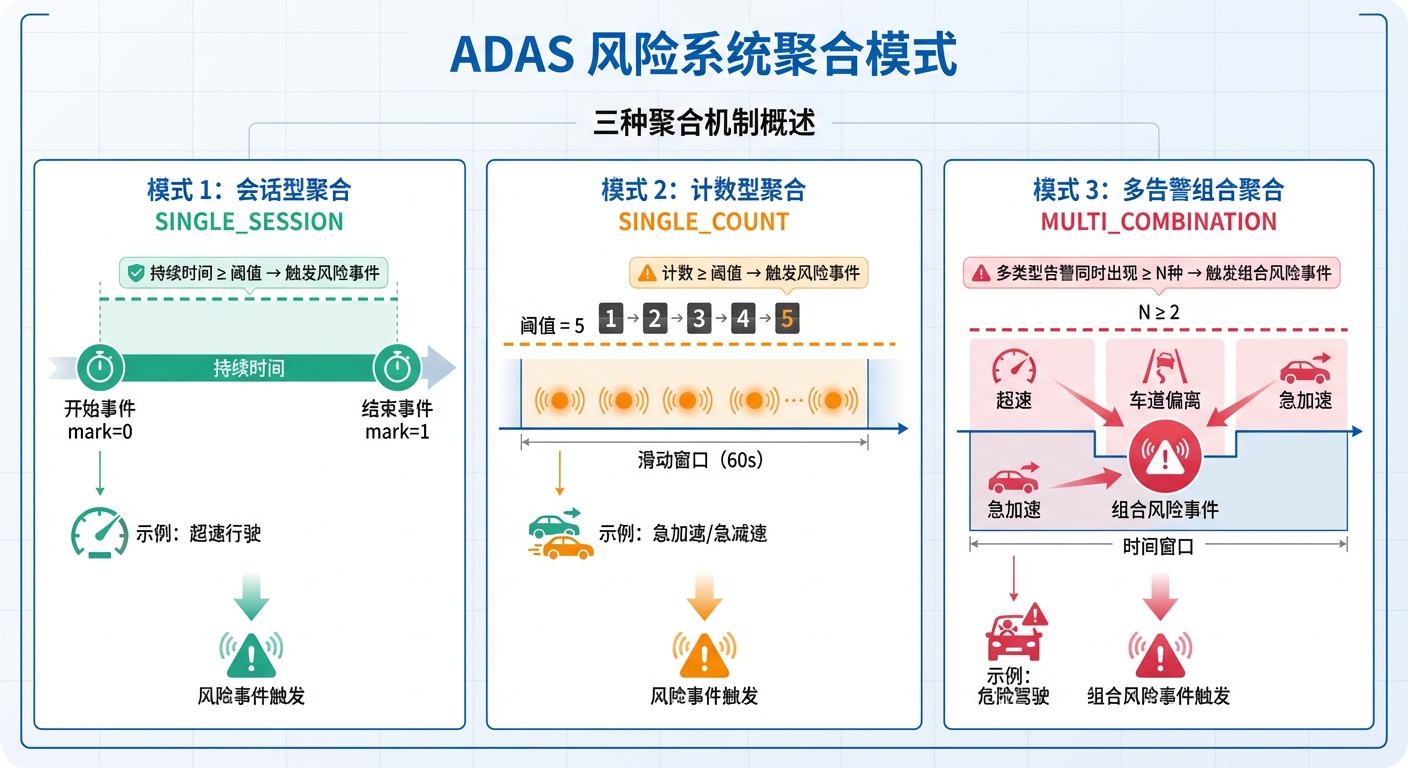 ADAS 风险系统聚合模式
三种聚合机制概述
模式 1：会话型聚合
SINGLE_SESSION
持续时间 ≥ 阈值 → 触发风险事件
持续时间
开始事件
mark=0
结束事件
mark=1
示例：超速行驶
风险事件触发
模式 2：计数型聚合
SINGLE_COUNT
计数 ≥ 阈值 → 触发风险事件
阈值 = 5 1 → 2 → 3 → 4 → 5
...
滑动窗口（60s）
示例：急加速/急减速
风险事件触发
模式 3：多告警组合聚合
MULTI_COMBINATION
多类型告警同时出现 ≥ N种 → 触发组合风险事件
N ≥ 2
超速
车道偏离
急加速
急加速
组合风险事件
时间窗口
示例：
危险驾驶
组合风险事件触发